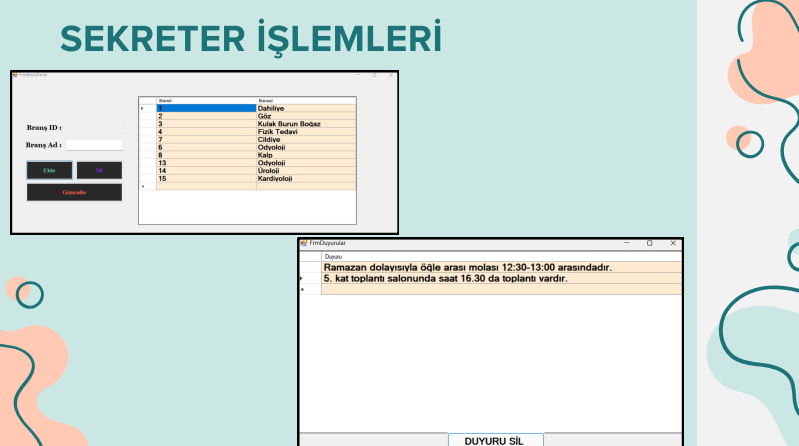 SEKRETER İŞLEMLERİ
Bransid Bransad
1 Dahiliye
2 Göz
3 Kulak Burun Boğaz
4 Fizik Tedavi
7 Cildiye
6 Odyoloji
8 Kalp
13 Odyoloji
14 Üroloji
15 Kardiyoloji
Branş ID :
Branş Ad :
Ekle Sil
Güncelle
FrmDuyurular
Duyuru
Ramazan dolayısıyla öğle arası molası 12:30-13:00 arasındadır.
5. kat toplantı salonunda saat 16.30 da toplantı vardır.
DUYURU SİL